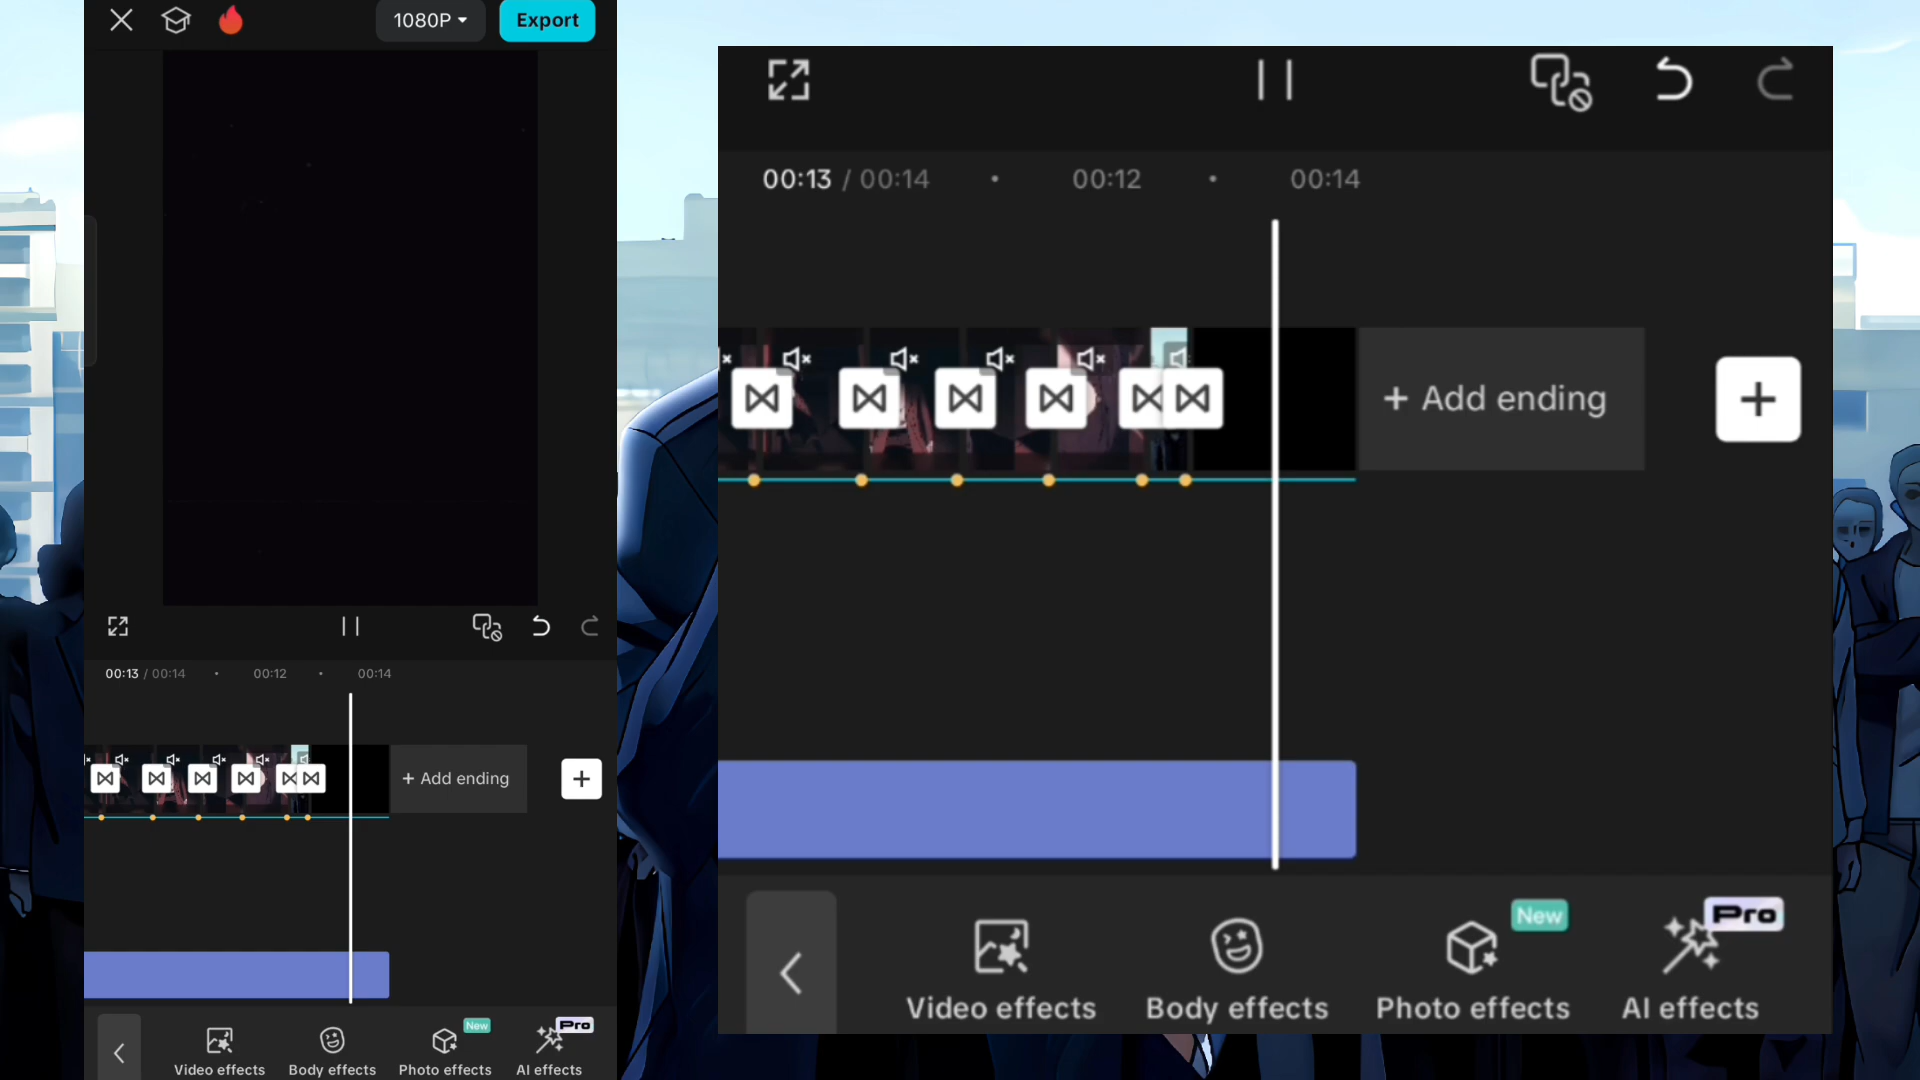 1080P
Export
00:13 / 00:14
00:12
00:14
+ Add ending
New
Pro
Video effects
Body effects
Photo effects
AI effects
00:13 / 00:14
00:12
00:14
+ Add ending
New
Pro
Video effects
Body effects
Photo effects
AI effects